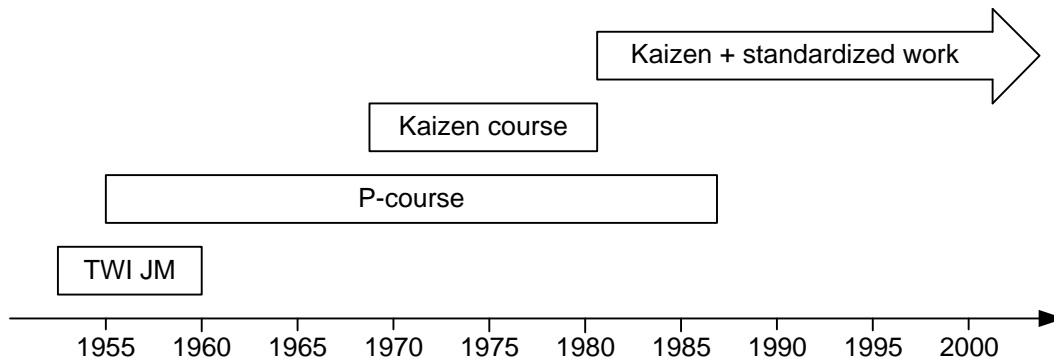 Kaizen + standardized work
Kaizen course
P-course
TWI JM
1955 1960 1965 1970 1975 1980 1985 1990 1995 2000